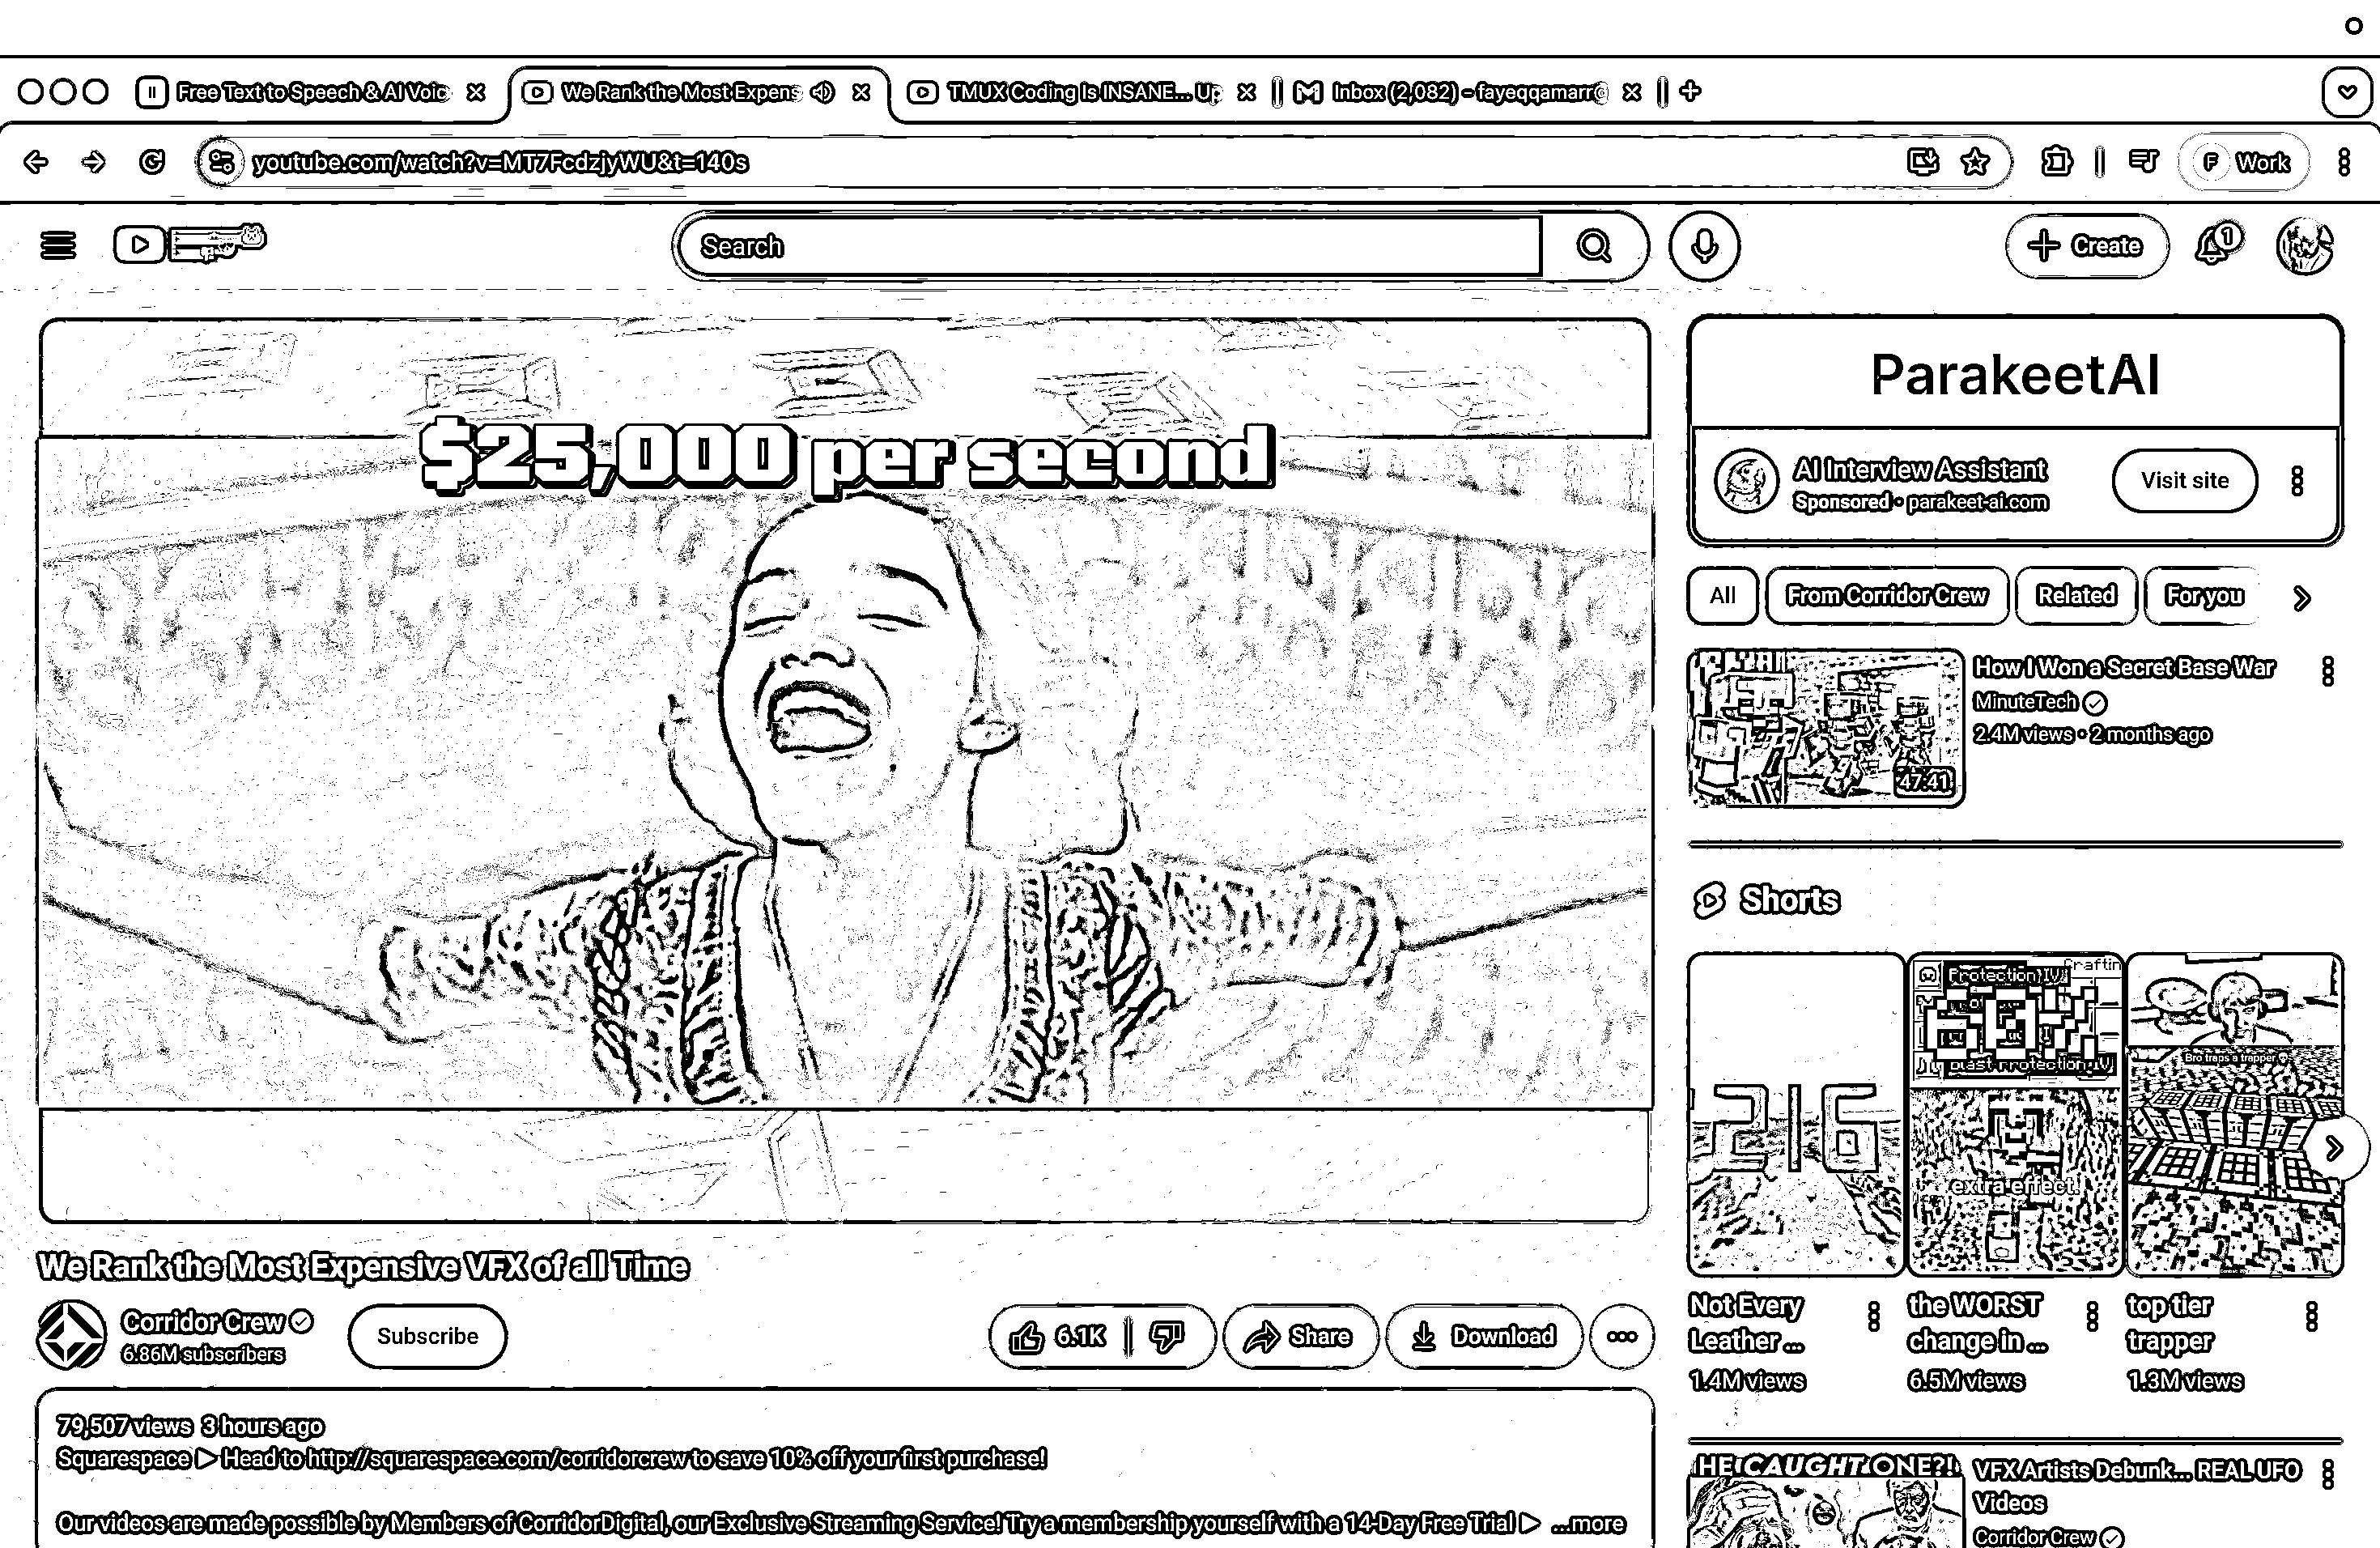 Free Text to Speech & AI Voic
We Rank the Most Expens
TMUX Coding Is INSANE... Up
Inbox (2,082) - fayeqqamarr@
youtube.com/watch?v=MT7FcdzjyWU&t=140s
F Work
Search
Create
1
$25,000 per second
ParakeetAI
AI Interview Assistant
Sponsored • parakeet-ai.com
Visit site
All
From Corridor Crew
Related
For you
How I Won a Secret Base War
MinuteTech
2.4M views • 2 months ago
47:41
Shorts
216
Craftin
Protection IV
Blast Protection IV
extra effect
Bro traps a trapper
Not Every
Leather ...
1.4M views
the WORST
change in ...
6.5M views
top tier
trapper
1.3M views
We Rank the Most Expensive VFX of all Time
Corridor Crew
6.86M subscribers
Subscribe
6.1K
Share
Download
79,507 views 3 hours ago
Squarespace ▷ Head to http://squarespace.com/corridorcrew to save 10% off your first purchase!
Our videos are made possible by Members of CorridorDigital, our Exclusive Streaming Service! Try a membership yourself with a 14-Day Free Trial ▷ ...more
HE CAUGHT ONE?!
VFX Artists Debunk... REAL UFO
Videos
Corridor Crew